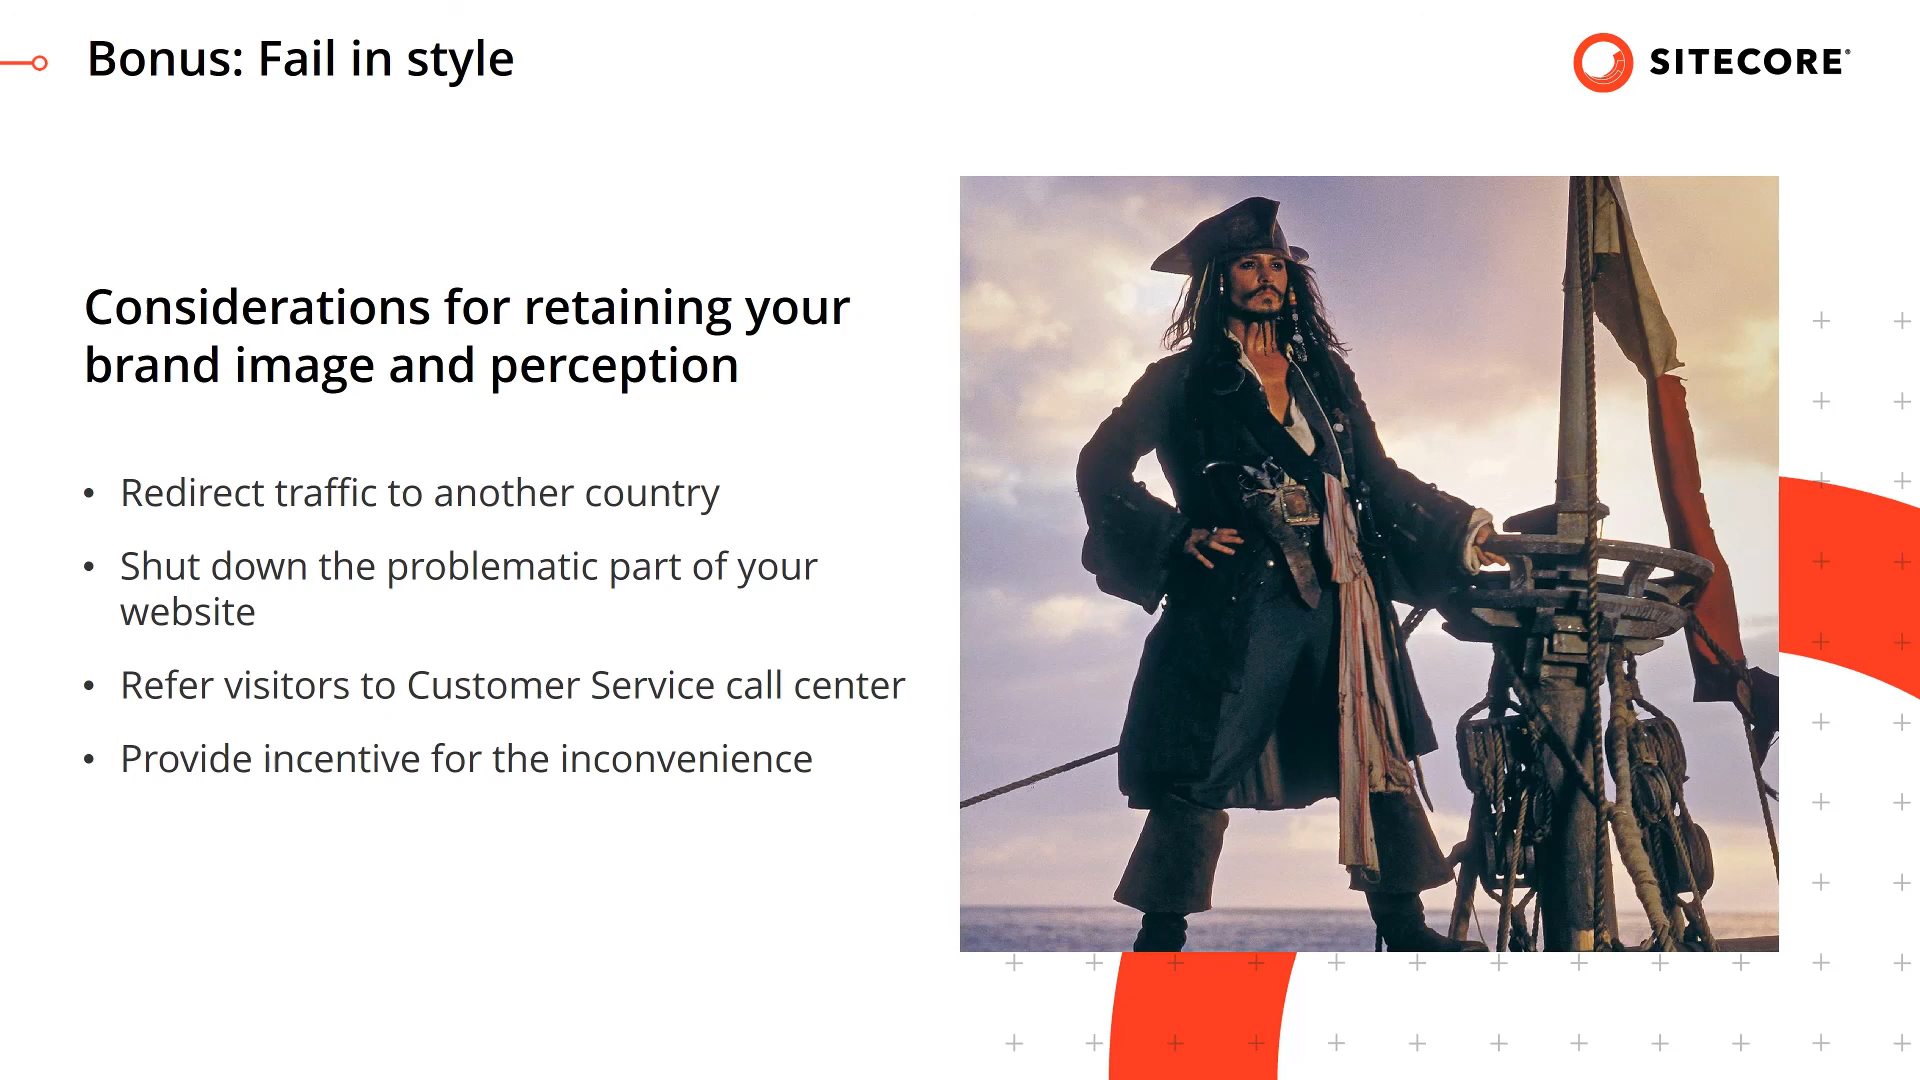 Bonus: Fail in style
SITECORE
Considerations for retaining your
brand image and perception
• Redirect traffic to another country
• Shut down the problematic part of your
website
• Refer visitors to Customer Service call center
• Provide incentive for the inconvenience